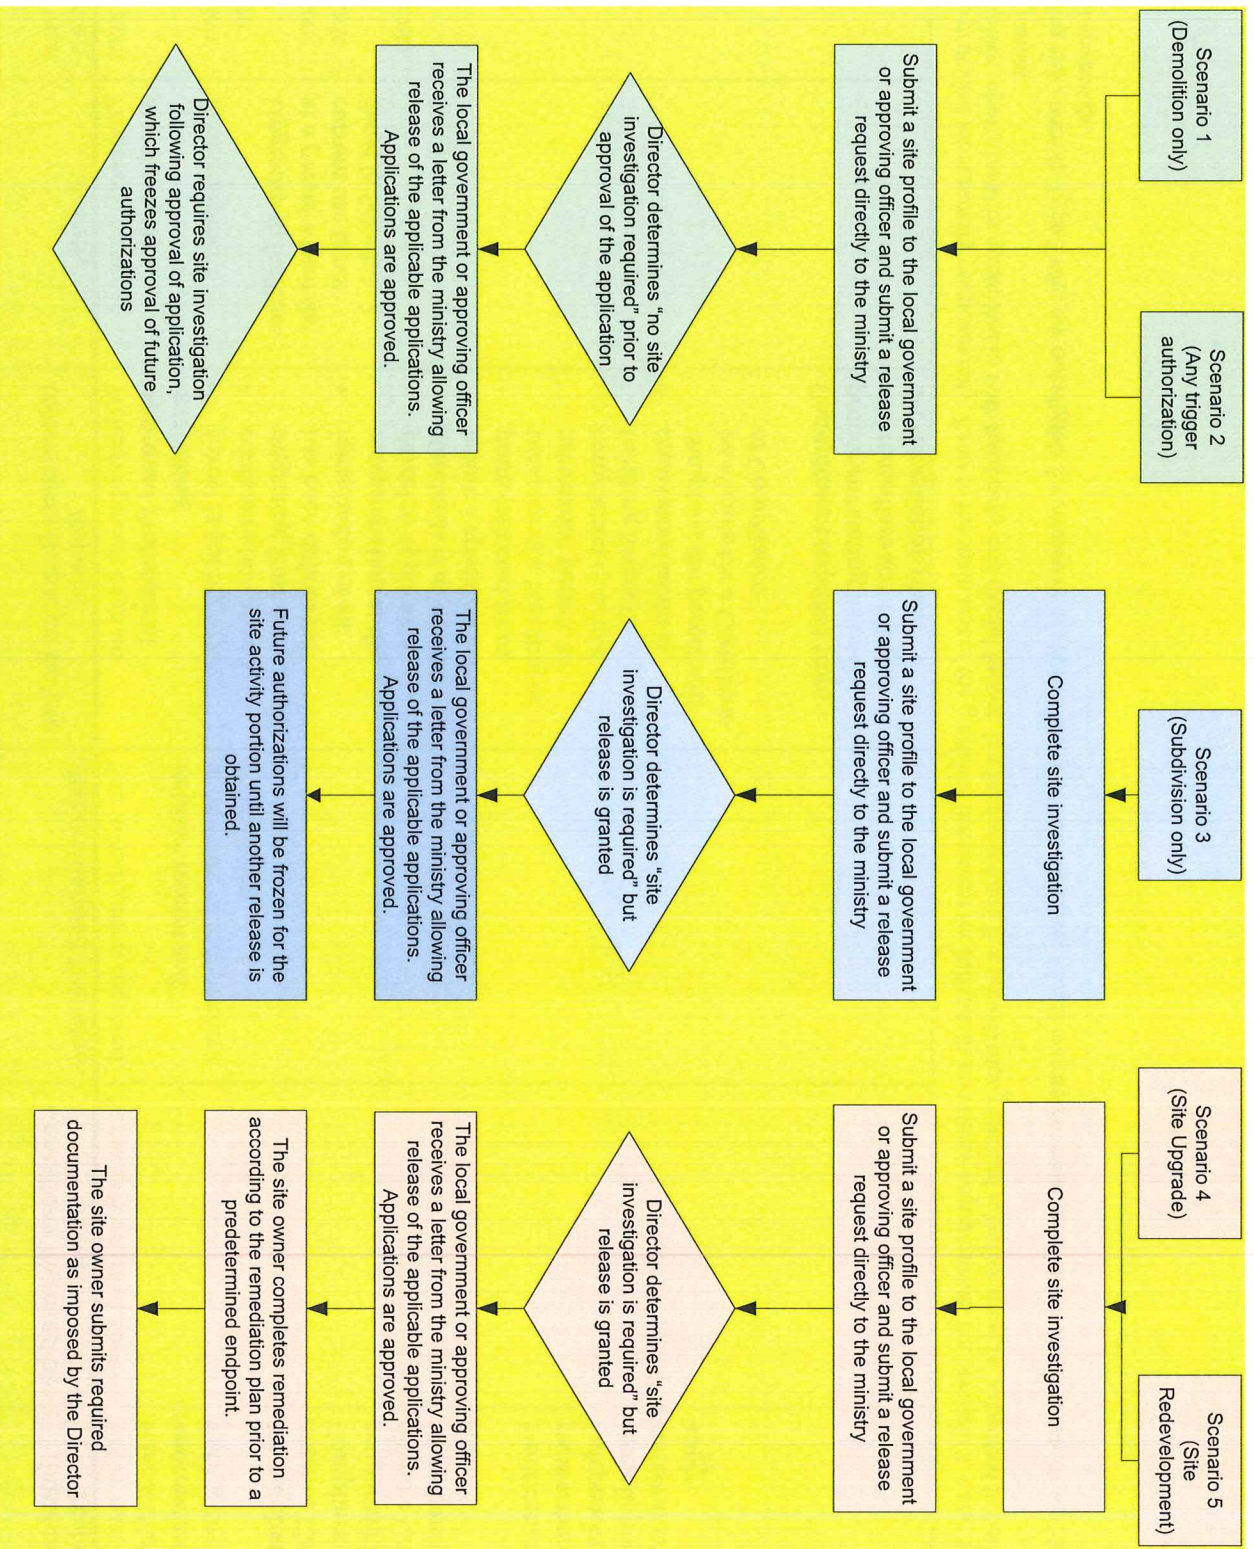 Scenario 1
(Demolition only)
Scenario 2
(Any trigger
authorization)
Submit a site profile to the local government
or approving officer and submit a release
request directly to the ministry
Director determines “no site
investigation required” prior to
approval of the application
The local government or approving officer
receives a letter from the ministry allowing
release of the applicable applications.
Applications are approved.
Director requires site investigation
following approval of application,
which freezes approval of future
authorizations
Scenario 3
(Subdivision only)
Complete site investigation
Submit a site profile to the local government
or approving officer and submit a release
request directly to the ministry
Director determines “site
investigation is required” but
release is granted
The local government or approving officer
receives a letter from the ministry allowing
release of the applicable applications.
Applications are approved.
Future authorizations will be frozen for the
site activity portion until another release is
obtained.
Scenario 4
(Site Upgrade)
Scenario 5
(Site
Redevelopment)
Complete site investigation
Submit a site profile to the local government
or approving officer and submit a release
request directly to the ministry
Director determines “site
investigation is required” but
release is granted
The local government or approving officer
receives a letter from the ministry allowing
release of the applicable applications.
Applications are approved.
The site owner completes remediation
according to the remediation plan prior to a
predetermined endpoint.
The site owner submits required
documentation as imposed by the Director